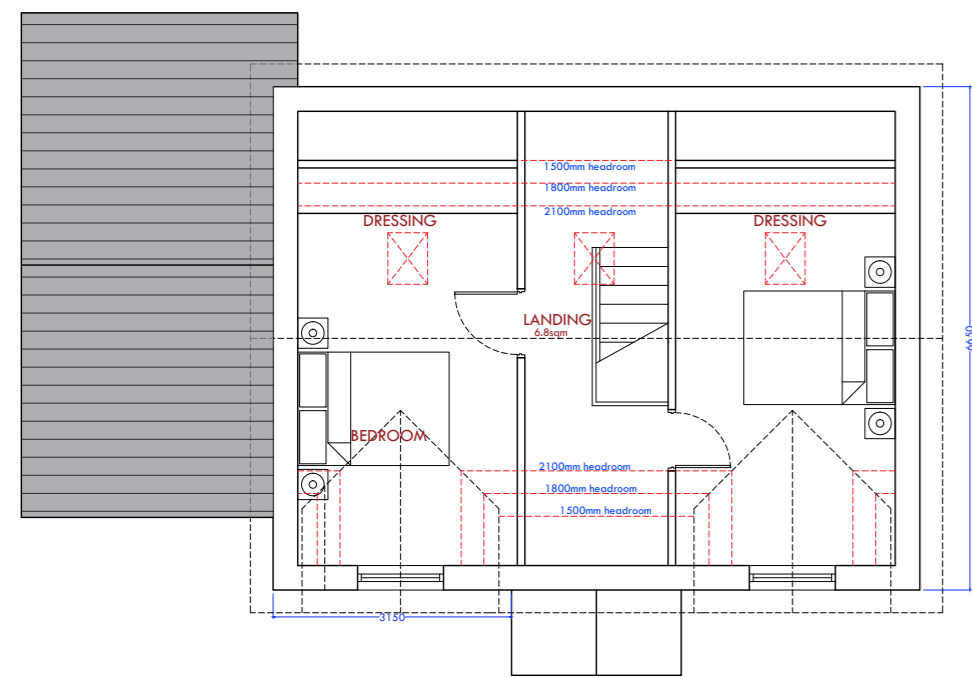 1500mm headroom
1800mm headroom
2100mm headroom
DRESSING
DRESSING
LANDING
6.8sqm
6650
BEDROOM
2100mm headroom
1800mm headroom
1500mm headroom
3150